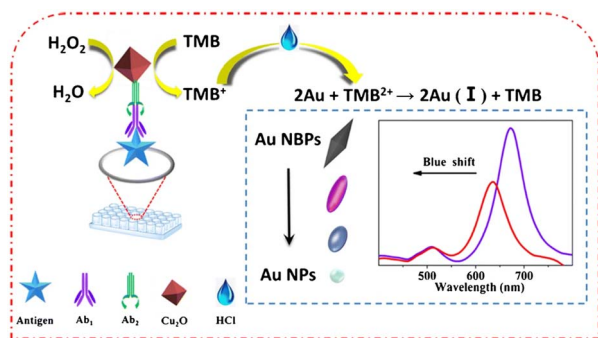 H₂O₂ TMB
H₂O TMB⁺
2Au + TMB²⁺ → 2Au ( I ) + TMB
Au NBPs
Au NPs
Blue shift
500 600 700
Wavelength (nm)
Antigen Ab₁ Ab₂ Cu₂O HCl